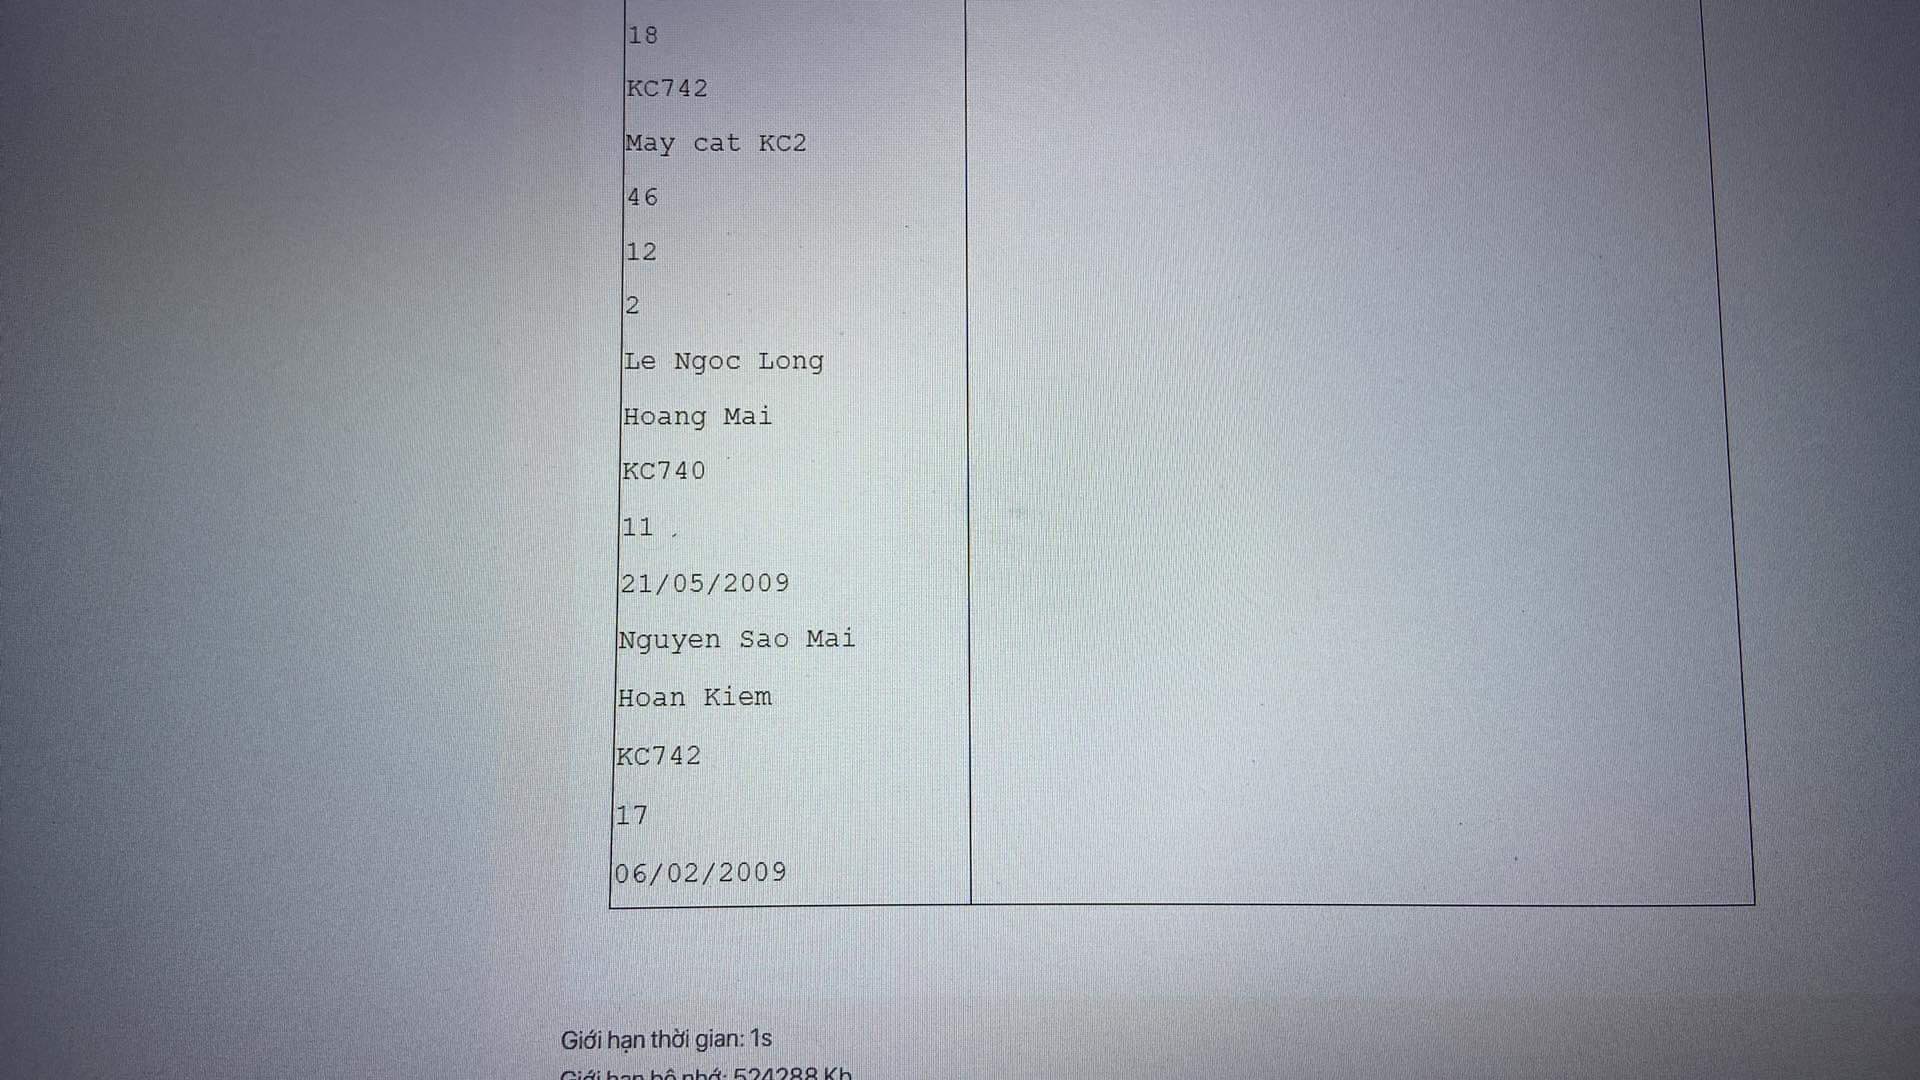 18
KC742
May cat KC2
46
12
2
Le Ngoc Long
Hoang Mai
KC740
11
21/05/2009
Nguyen Sao Mai
Hoan Kiem
KC742
17
06/02/2009
Giới hạn thời gian: 1s
Giới hạn bộ nhớ: 524288 Kb